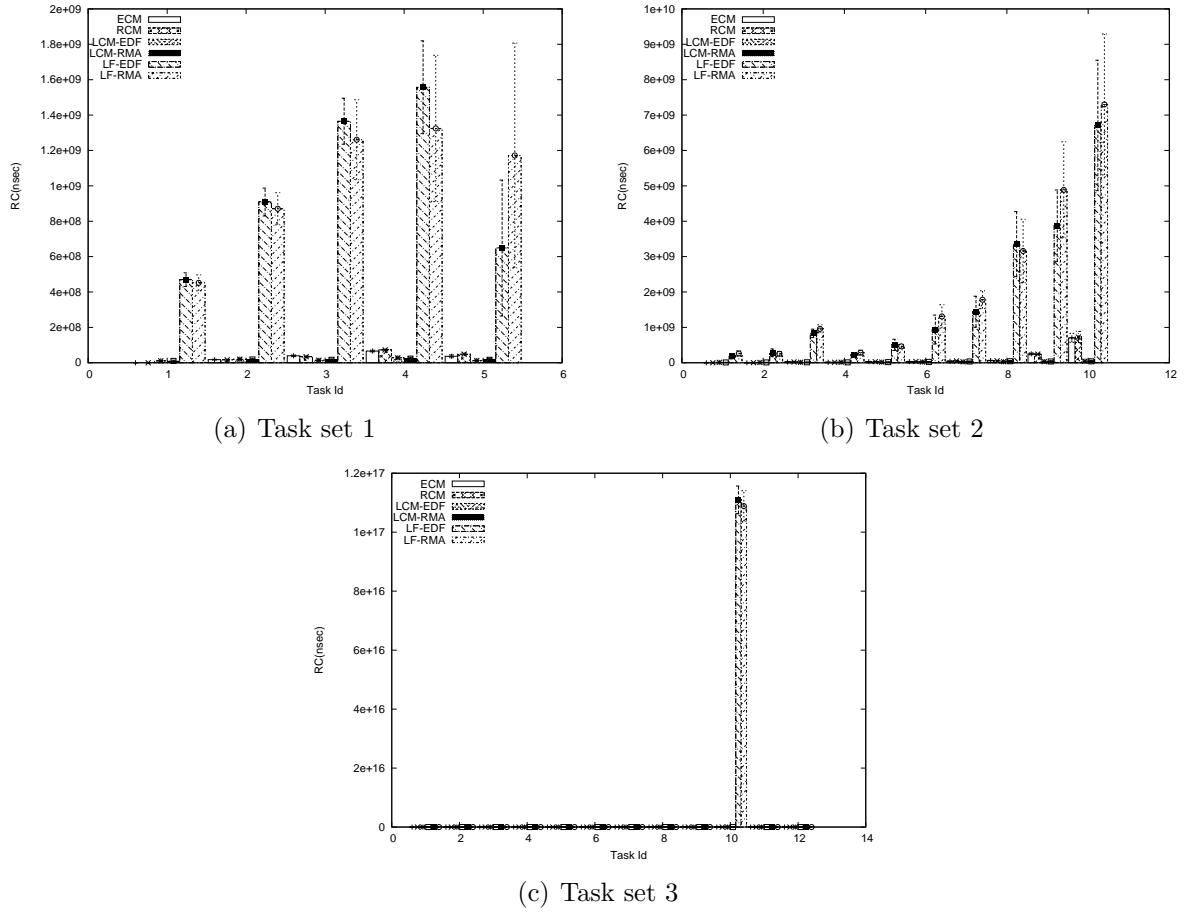 2e+09
1.8e+09
1.6e+09
1.4e+09
1.2e+09
1e+09
8e+08
6e+08
4e+08
2e+08
0
RC(nsec)
ECM
RCM
LCM-EDF
LCM-RMA
LF-EDF
LF-RMA
0 1 2 3 4 5 6
Task Id
(a) Task set 1
1e+10
9e+09
8e+09
7e+09
6e+09
5e+09
4e+09
3e+09
2e+09
1e+09
0
RC(nsec)
ECM
RCM
LCM-EDF
LCM-RMA
LF-EDF
LF-RMA
0 2 4 6 8 10 12
Task Id
(b) Task set 2
1.2e+17
1e+17
8e+16
6e+16
4e+16
2e+16
0
RC(nsec)
ECM
RCM
LCM-EDF
LCM-RMA
LF-EDF
LF-RMA
0 2 4 6 8 10 12 14
Task Id
(c) Task set 3